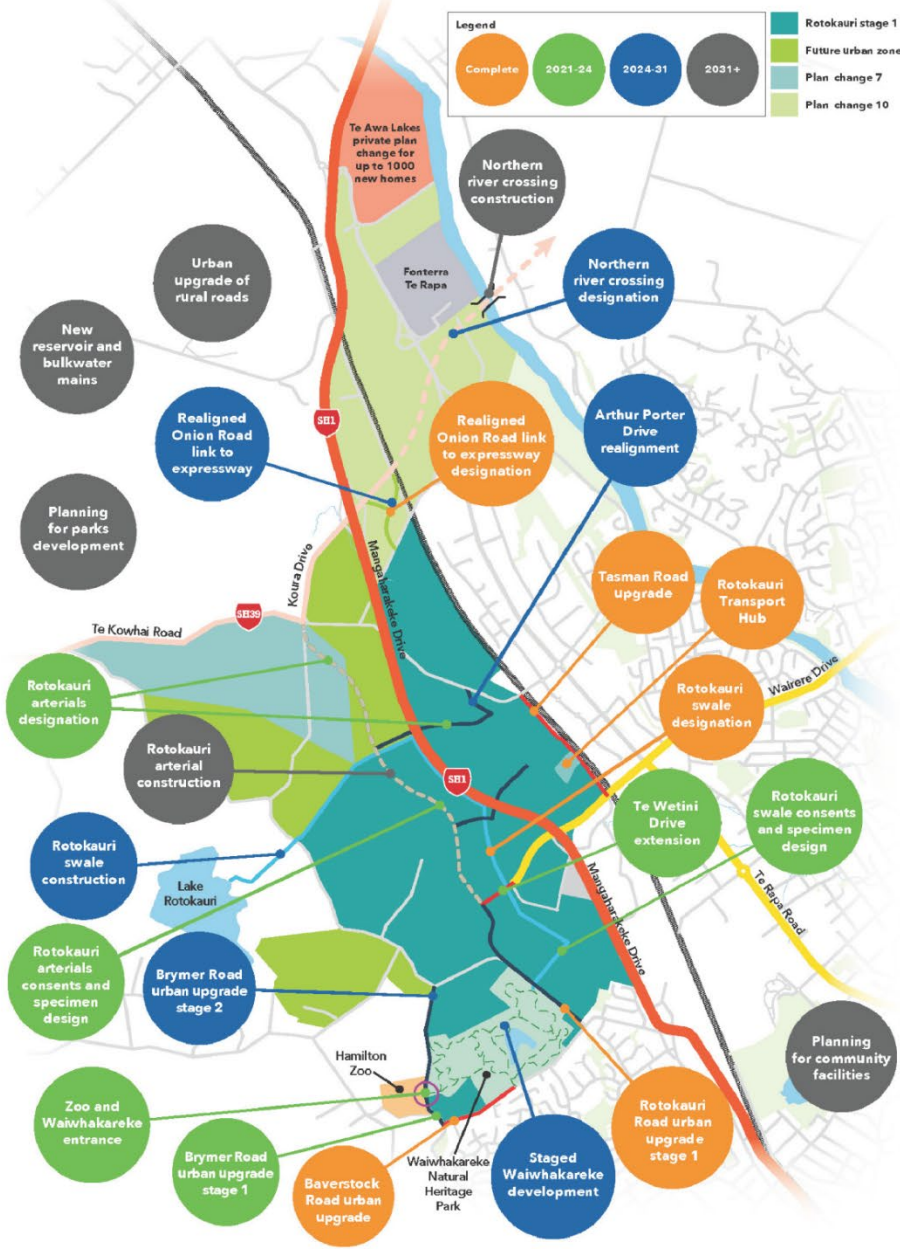 Legend
Complete
2021-24
2024-31
2031+
Rotokauri stage 1
Future urban zone
Plan change 7
Plan change 10
Te Awa Lakes
private plan
change for
up to 1000
new homes
Northern
river crossing
construction
Urban
upgrade of
rural roads
Fonterra
Te Rapa
Northern
river crossing
designation
New
reservoir and
bulkwater
mains
SH1
Realigned
Onion Road
link to
expressway
Realigned
Onion Road
link to
expressway
designation
Arthur Porter
Drive
realignment
Planning
for parks
development
Koura Drive
Mangaharakeke Drive
Tasman Road
upgrade
Rotokauri
Transport
Hub
SH39
Te Kowhai Road
Wairere Drive
Rotokauri
arterials
designation
Rotokauri
swale
designation
Rotokauri
arterial
construction
SH1
Te Wetini
Drive
extension
Rotokauri
swale consents
and specimen
design
Rotokauri
swale
construction
Lake
Rotokauri
Mangaharakeke Drive
Te Rapa Road
Rotokauri
arterials
consents and
specimen
design
Brymer Road
urban upgrade
stage 2
Planning
for community
facilities
Hamilton
Zoo
Zoo and
Waiwhakareke
entrance
Brymer Road
urban upgrade
stage 1
Baverstock
Road urban
upgrade
Waiwhakareke
Natural
Heritage
Park
Staged
Waiwhakareke
development
Rotokauri
Road urban
upgrade
stage 1